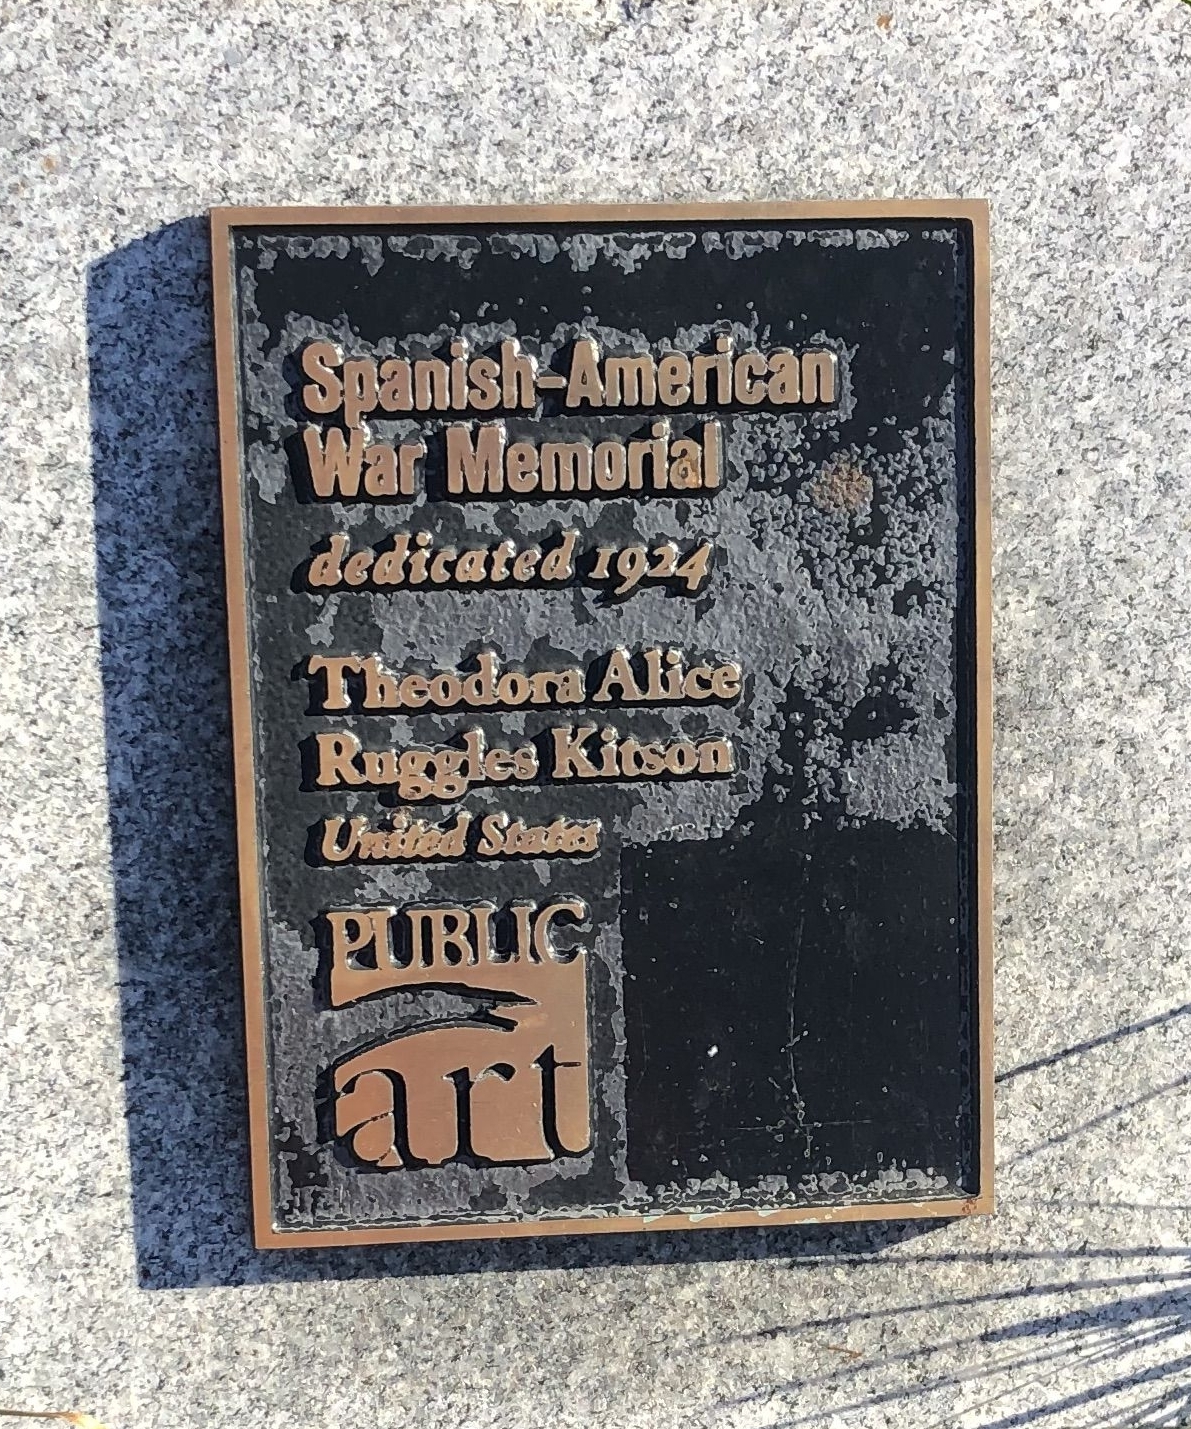 Spanish-American
War Memorial
dedicated 1924
Theodora Alice
Ruggles Kitson
United States
PUBLIC
art